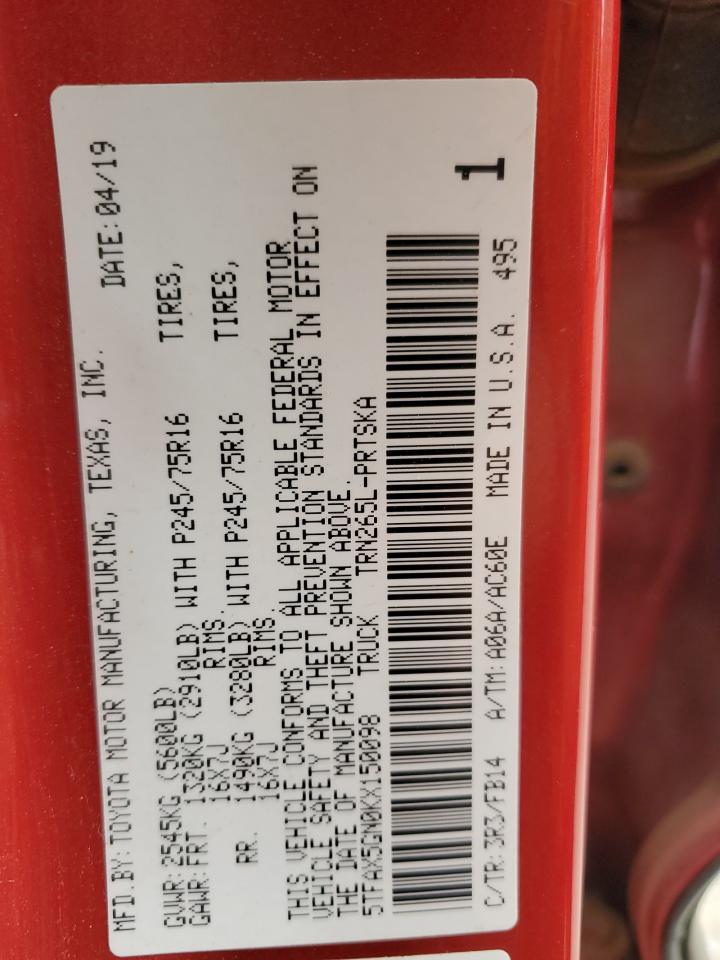 MFD.BY: TOYOTA MOTOR MANUFACTURING, TEXAS, INC. DATE: 04/19
GVWR: 2545KG (5600LB)
GAWR: FRT. 1320KG (2910LB) WITH P245/75R16 TIRES,
16X7J RIMS.
RR. 1490KG (3280LB) WITH P245/75R16 TIRES,
16X7J RIMS.
THIS VEHICLE CONFORMS TO ALL APPLICABLE FEDERAL MOTOR
VEHICLE SAFETY AND THEFT PREVENTION STANDARDS IN EFFECT ON
THE DATE OF MANUFACTURE SHOWN ABOVE.
5TFAX5GN0KX150098 TRUCK TRN265L-PRTSKA
1
C/TR: 3R3/FB14 A/TM: A06A/AC60E MADE IN U.S.A. 495